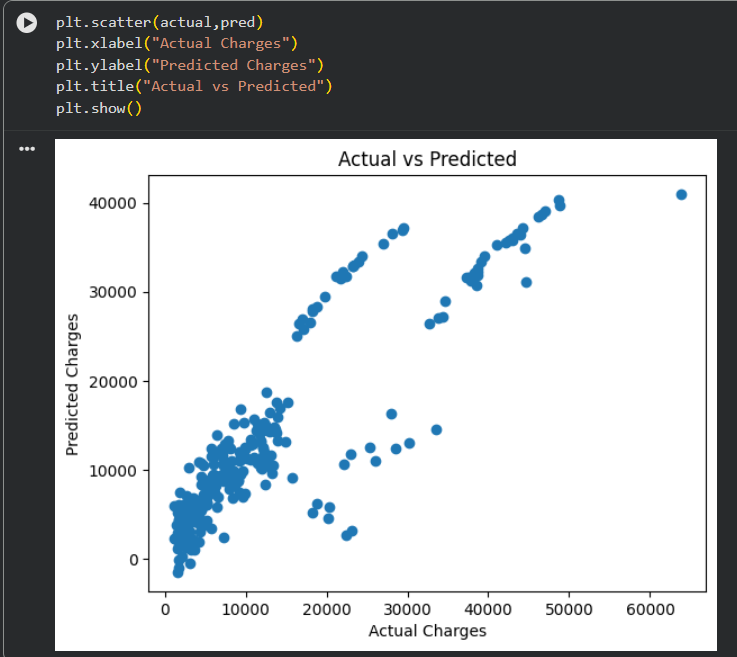 plt.scatter(actual,pred)
plt.xlabel("Actual Charges")
plt.ylabel("Predicted Charges")
plt.title("Actual vs Predicted")
plt.show()
Actual vs Predicted
Predicted Charges
40000
30000
20000
10000
0
0 10000 20000 30000 40000 50000 60000
Actual Charges